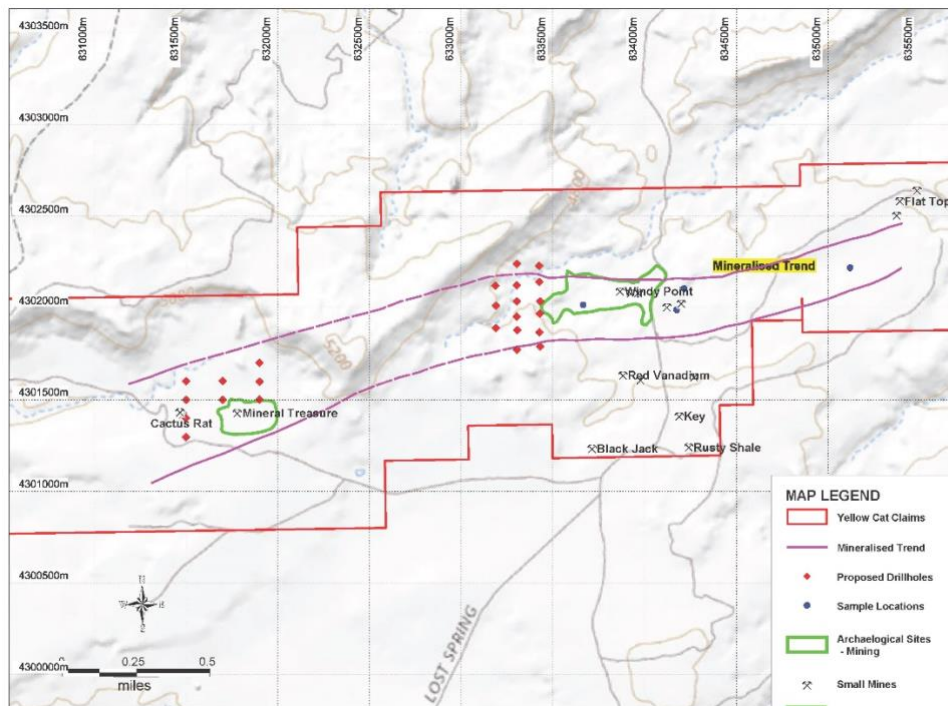 4303500m
631000m
631500m
632000m
632500m
633000m
633500m
634000m
634500m
635000m
635500m
4303000m
4302500m
Flat Top
Mineralised Trend
4302000m
Windy Point
5200
4301500m
Red Vanadium
Mineral Treasure
Cactus Rat
Key
Black Jack
Rusty Shale
4301000m
4300500m
4300000m
LOST SPRING
0.25
0.5
miles
MAP LEGEND
Yellow Cat Claims
Mineralised Trend
Proposed Drillholes
Sample Locations
Archaelogical Sites
- Mining
Small Mines